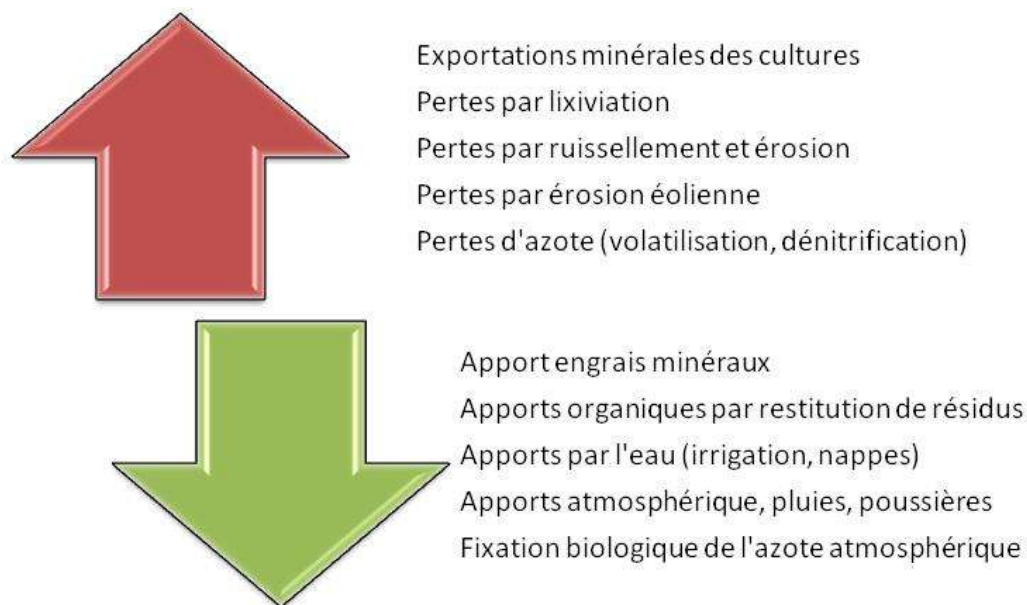 Exportations minérales des cultures
Pertes par lixiviation
Pertes par ruissellement et érosion
Pertes par érosion éolienne
Pertes d'azote (volatilisation, dénitrification)
Apport engrais minéraux
Apports organiques par restitution de résidus
Apports par l'eau (irrigation, nappes)
Apports atmosphérique, pluies, poussières
Fixation biologique de l'azote atmosphérique